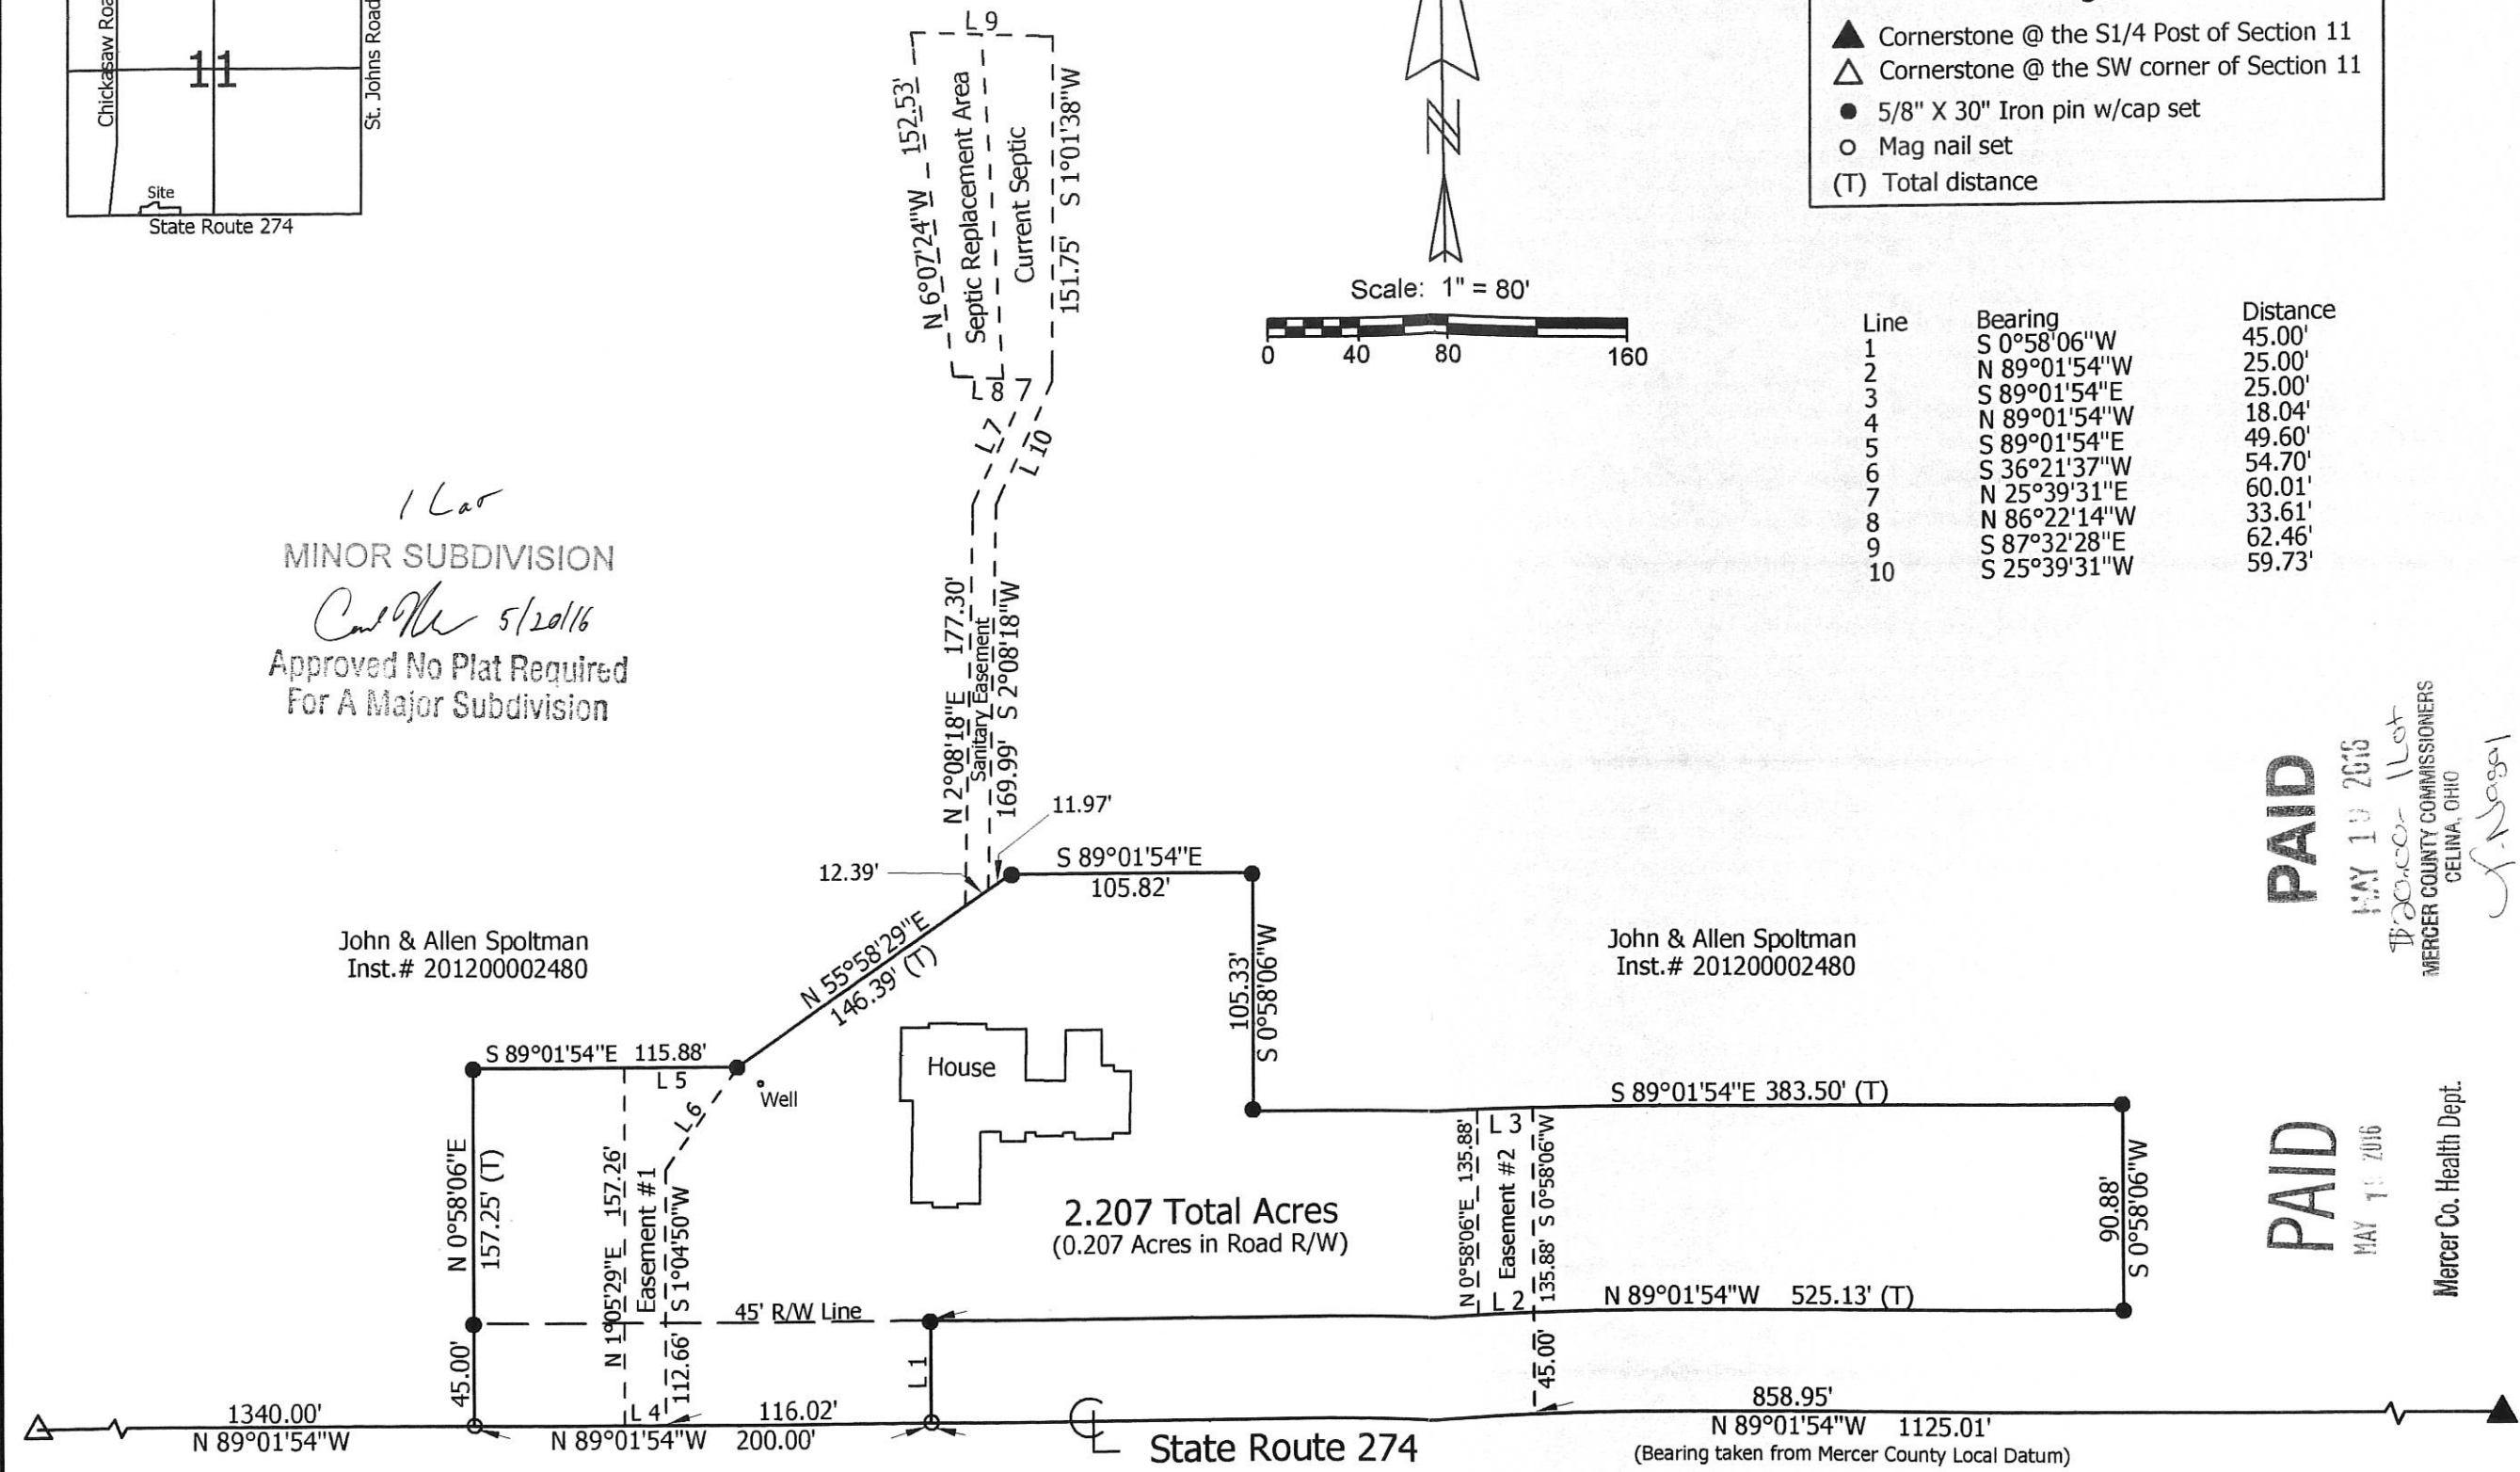 Chickasaw Roa
11
St. Johns Road
Site
State Route 274
L 9
N 6°07'24"W 152.53'
Septic Replacement Area
Current Septic
151.75' S 1°01'38"W
L 8
7
L 7
L 10
N
Scale: 1" = 80'
0 40 80 160
Cornerstone @ the S1/4 Post of Section 11
Cornerstone @ the SW corner of Section 11
5/8" X 30" Iron pin w/cap set
Mag nail set
(T) Total distance
Line Bearing Distance
1 S 0°58'06"W 45.00'
2 N 89°01'54"W 25.00'
3 S 89°01'54"E 25.00'
4 N 89°01'54"W 18.04'
5 S 89°01'54"E 49.60'
6 S 36°21'37"W 54.70'
7 N 25°39'31"E 60.01'
8 N 86°22'14"W 33.61'
9 S 87°32'28"E 62.46'
10 S 25°39'31"W 59.73'
1 Lot
MINOR SUBDIVISION
5/20/16
Approved No Plat Required
For A Major Subdivision
N 2°08'18"E 177.30'
Sanitary Easement
169.99' S 2°08'18"W
11.97'
12.39'
S 89°01'54"E
105.82'
N 55°58'29"E
146.39' (T)
105.33'
S 0°58'06"W
John & Allen Spoltman
Inst.# 201200002480
John & Allen Spoltman
Inst.# 201200002480
PAID
MAY 2016
1 Lot
MERCER COUNTY COMMISSIONERS
CELINA, OHIO
S 89°01'54"E 115.88'
L 5
L 6
Well
House
S 89°01'54"E 383.50' (T)
N 0°58'06"E
157.25' (T)
N 1°05'29"E 157.26'
Easement #1
112.66' S 1°04'50"W
2.207 Total Acres
(0.207 Acres in Road R/W)
N 0°58'06"E 135.88'
L 3
Easement #2
L 2
135.88' S 0°58'06"W
90.88'
S 0°58'06"W
PAID
MAY 2016
Mercer Co. Health Dept.
45' R/W Line
N 89°01'54"W 525.13' (T)
45.00'
L 4
L 1
45.00'
1340.00'
N 89°01'54"W
116.02'
N 89°01'54"W 200.00'
CL
State Route 274
858.95'
N 89°01'54"W 1125.01'
(Bearing taken from Mercer County Local Datum)